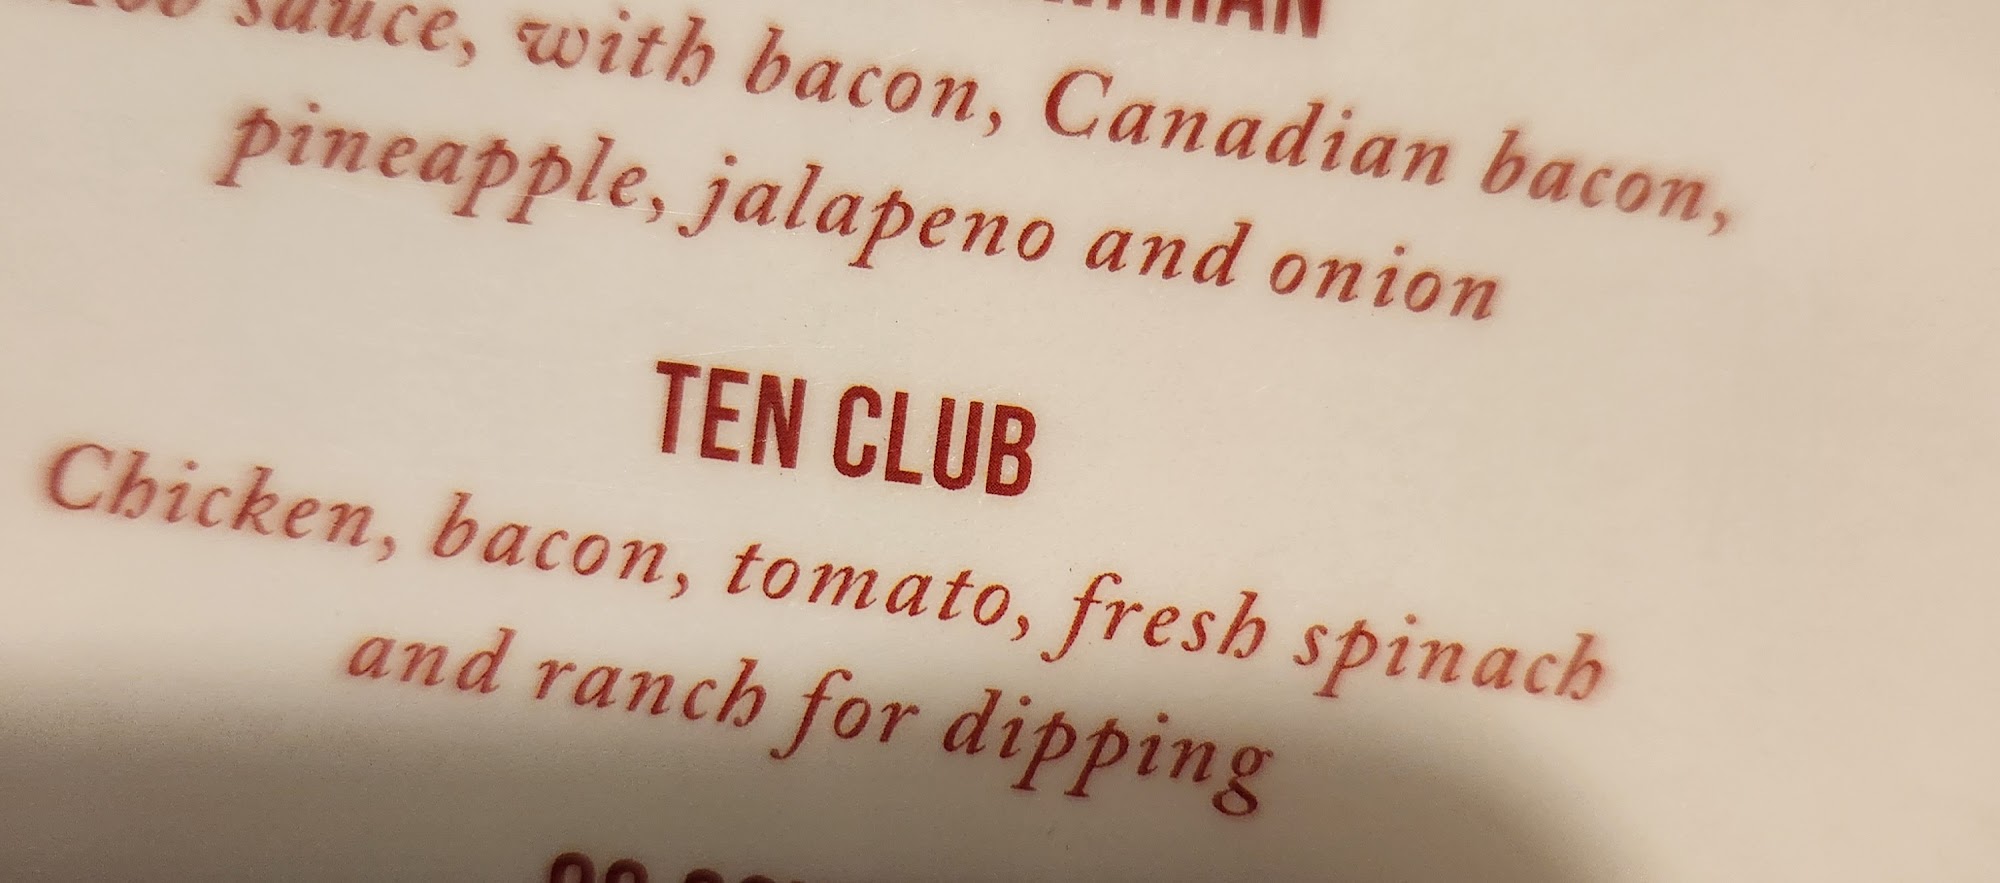 sauce, with bacon, Canadian bacon,
pineapple, jalapeno and onion
TEN CLUB
Chicken, bacon, tomato, fresh spinach
and ranch for dipping